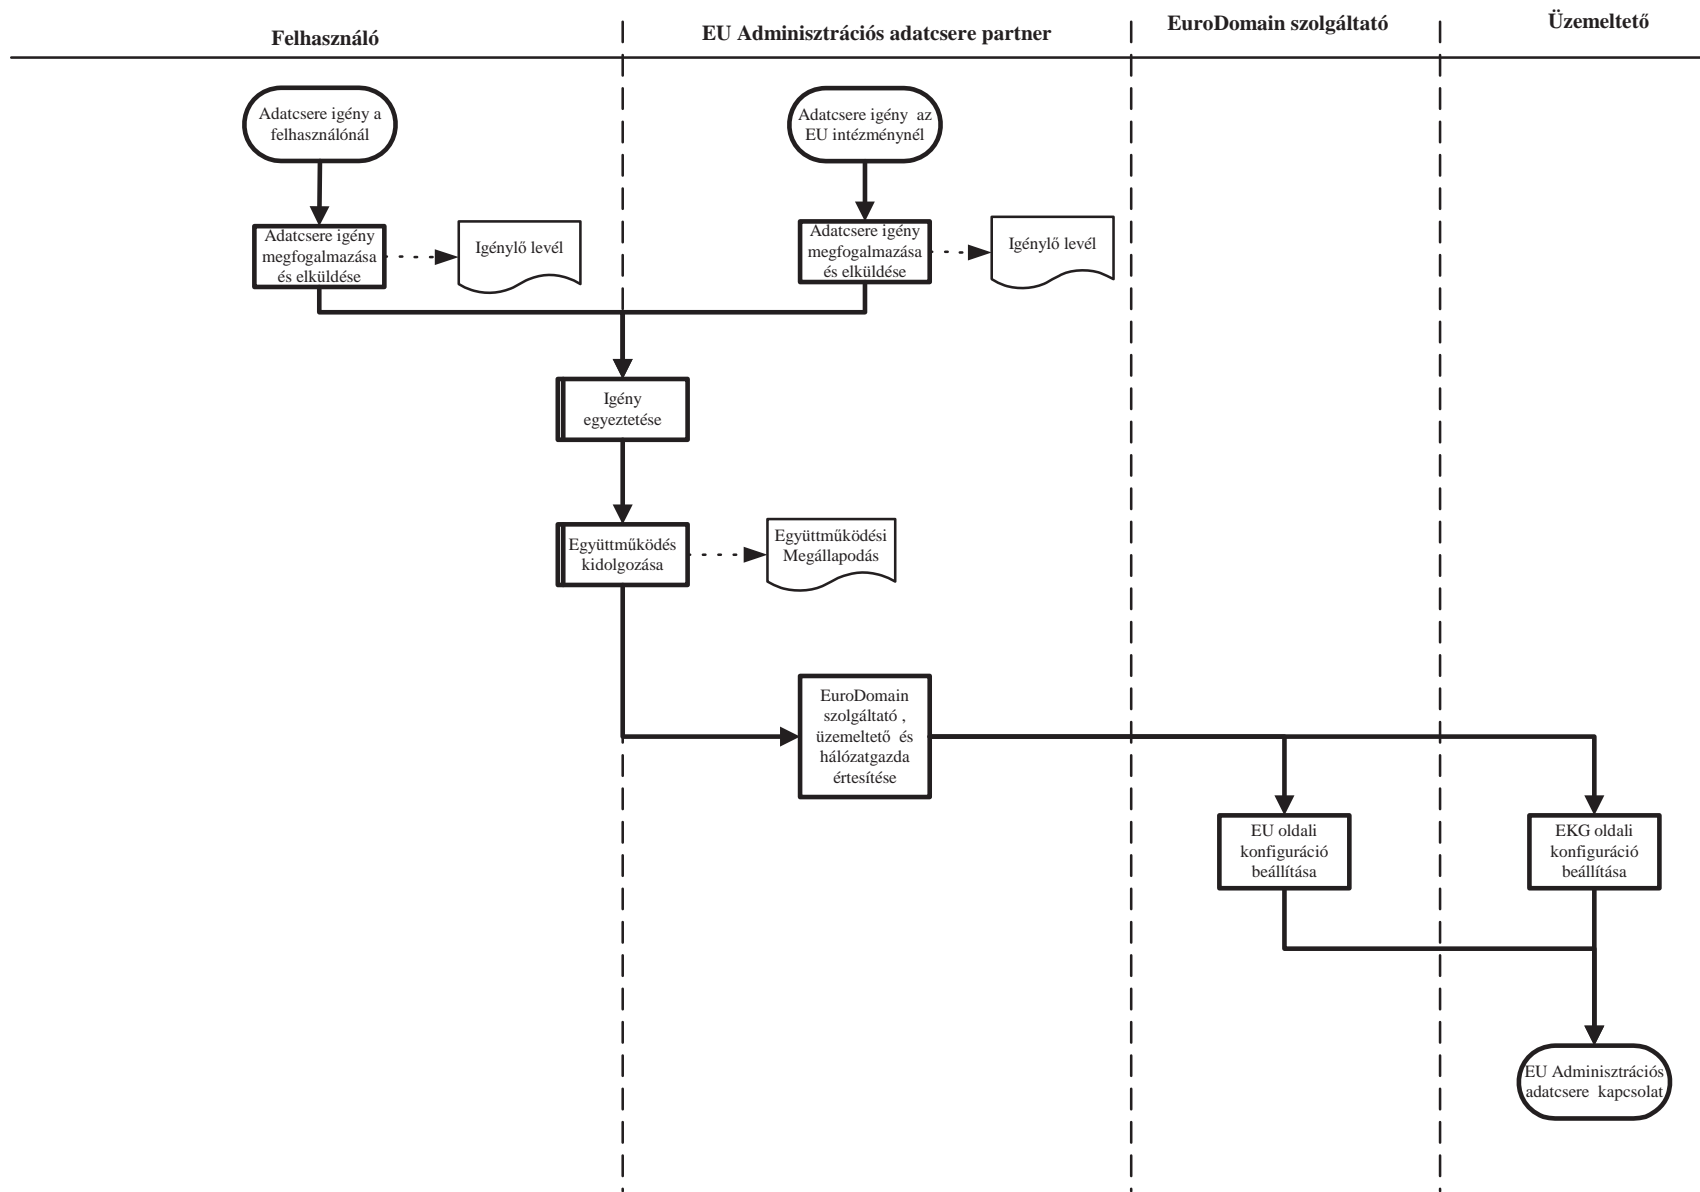 Felhasználó
EU Adminisztrációs adatcsere partner
EuroDomain szolgáltató
Üzemeltető
Adatcsere igény a
felhasználónál
Adatcsere igény az
EU intézménynél
Adatcsere igény
megfogalmazása
és elküldése
Igénylő levél
Adatcsere igény
megfogalmazása
és elküldése
Igénylő levél
Igény
egyeztetése
Együttműködés
kidolgozása
Együttműködési
Megállapodás
EuroDomain
szolgáltató ,
üzemeltető és
hálózatgazda
értesítése
EU oldali
konfiguráció
beállítása
EKG oldali
konfiguráció
beállítása
EU Adminisztrációs
adatcsere kapcsolat